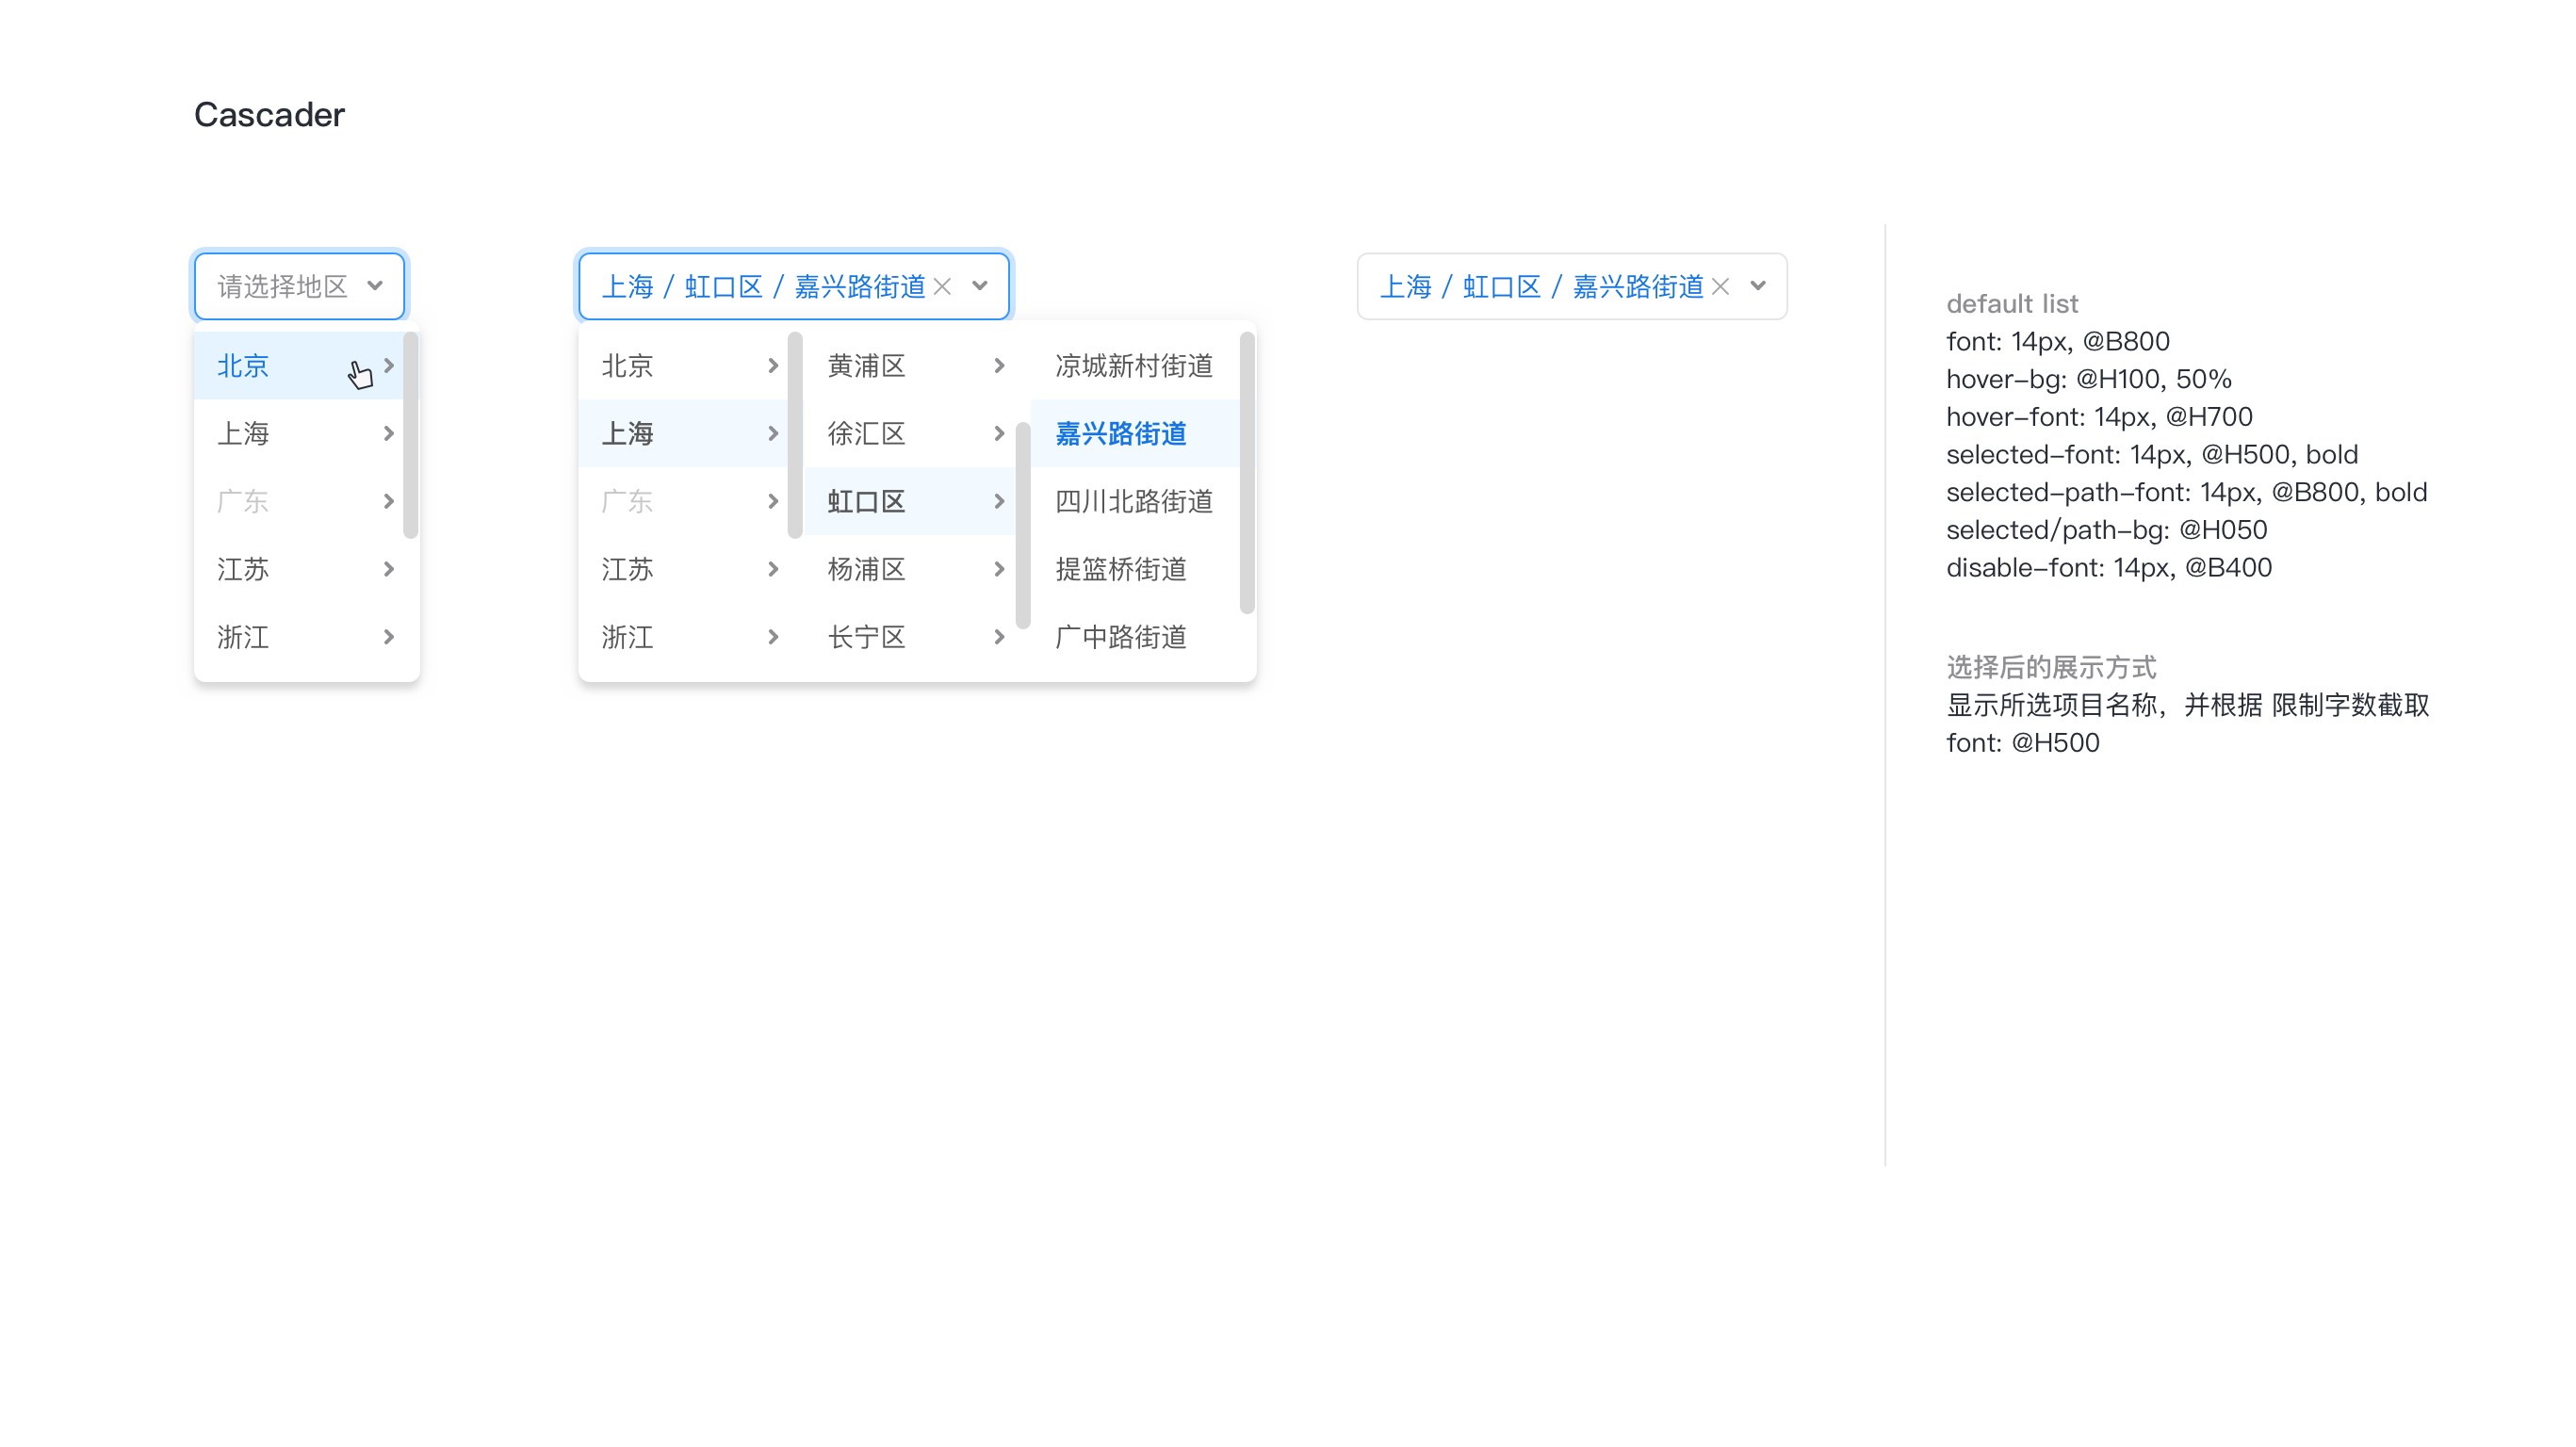 Cascader
请选择地区
北京
上海
广东
江苏
浙江
上海 / 虹口区 / 嘉兴路街道
北京
上海
广东
江苏
浙江
黄浦区
徐汇区
虹口区
杨浦区
长宁区
凉城新村街道
嘉兴路街道
四川北路街道
提篮桥街道
广中路街道
上海 / 虹口区 / 嘉兴路街道
default list
font: 14px, @B800
hover-bg: @H100, 50%
hover-font: 14px, @H700
selected-font: 14px, @H500, bold
selected-path-font: 14px, @B800, bold
selected/path-bg: @H050
disable-font: 14px, @B400
选择后的展示方式
显示所选项目名称，并根据 限制字数截取
font: @H500